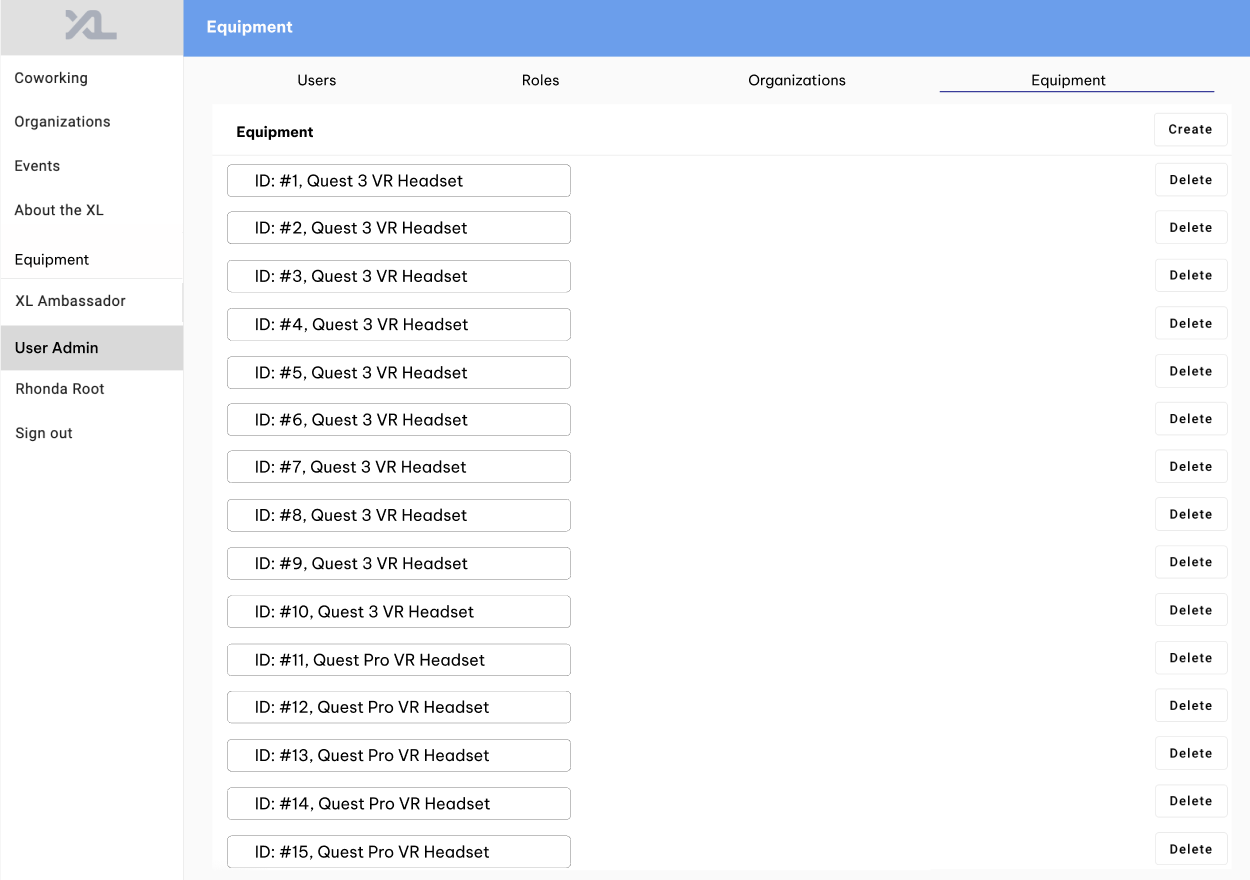 XL
Equipment
Coworking
Organizations
Events
About the XL
Equipment
XL Ambassador
User Admin
Rhonda Root
Sign out
Users
Roles
Organizations
Equipment
Equipment
Create
ID: #1, Quest 3 VR Headset
Delete
ID: #2, Quest 3 VR Headset
Delete
ID: #3, Quest 3 VR Headset
Delete
ID: #4, Quest 3 VR Headset
Delete
ID: #5, Quest 3 VR Headset
Delete
ID: #6, Quest 3 VR Headset
Delete
ID: #7, Quest 3 VR Headset
Delete
ID: #8, Quest 3 VR Headset
Delete
ID: #9, Quest 3 VR Headset
Delete
ID: #10, Quest 3 VR Headset
Delete
ID: #11, Quest Pro VR Headset
Delete
ID: #12, Quest Pro VR Headset
Delete
ID: #13, Quest Pro VR Headset
Delete
ID: #14, Quest Pro VR Headset
Delete
ID: #15, Quest Pro VR Headset
Delete